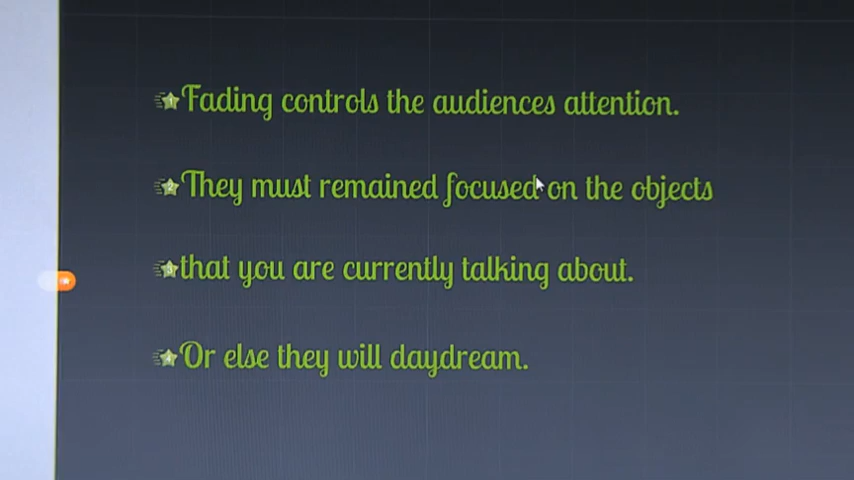 Fading controls the audiences attention.
They must remained focused on the objects
that you are currently talking about.
Or else they will daydream.